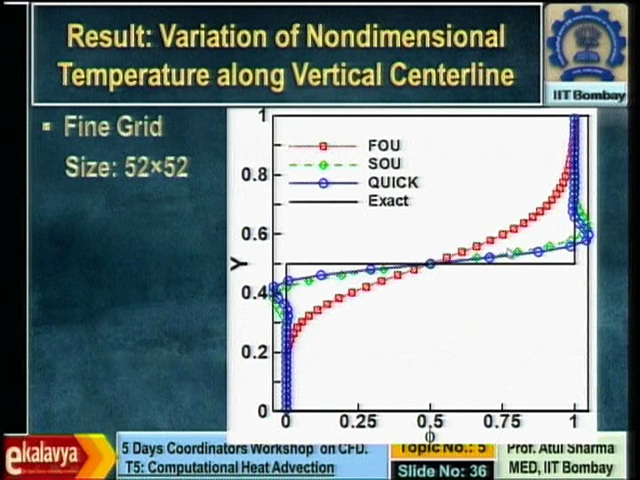 Result: Variation of Nondimensional
Temperature along Vertical Centerline
IIT Bombay
Fine Grid
Size: 52×52
FOU
SOU
QUICK
Exact
1
0.8
0.6
0.4
0.2
0
Y
0 0.25 0.5 0.75 1
ϕ
ekalavya
5 Days Coordinators Workshop on CFD.
T5: Computational Heat Advection
Topic No.: 5
Slide No: 36
Prof. Atul Sharma
MED, IIT Bombay